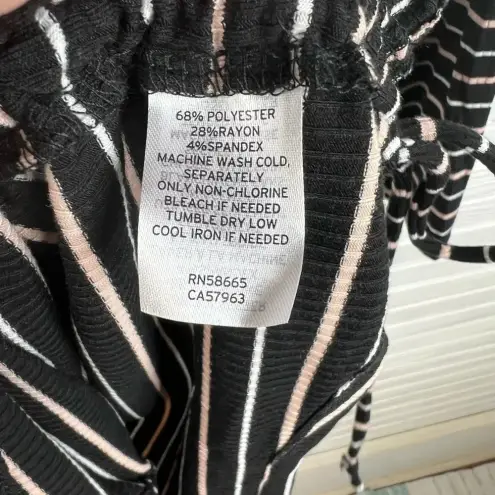 68% POLYESTER
28%RAYON
4%SPANDEX
MACHINE WASH COLD,
SEPARATELY
ONLY NON-CHLORINE
BLEACH IF NEEDED
TUMBLE DRY LOW
COOL IRON IF NEEDED
RN58665
CA57963